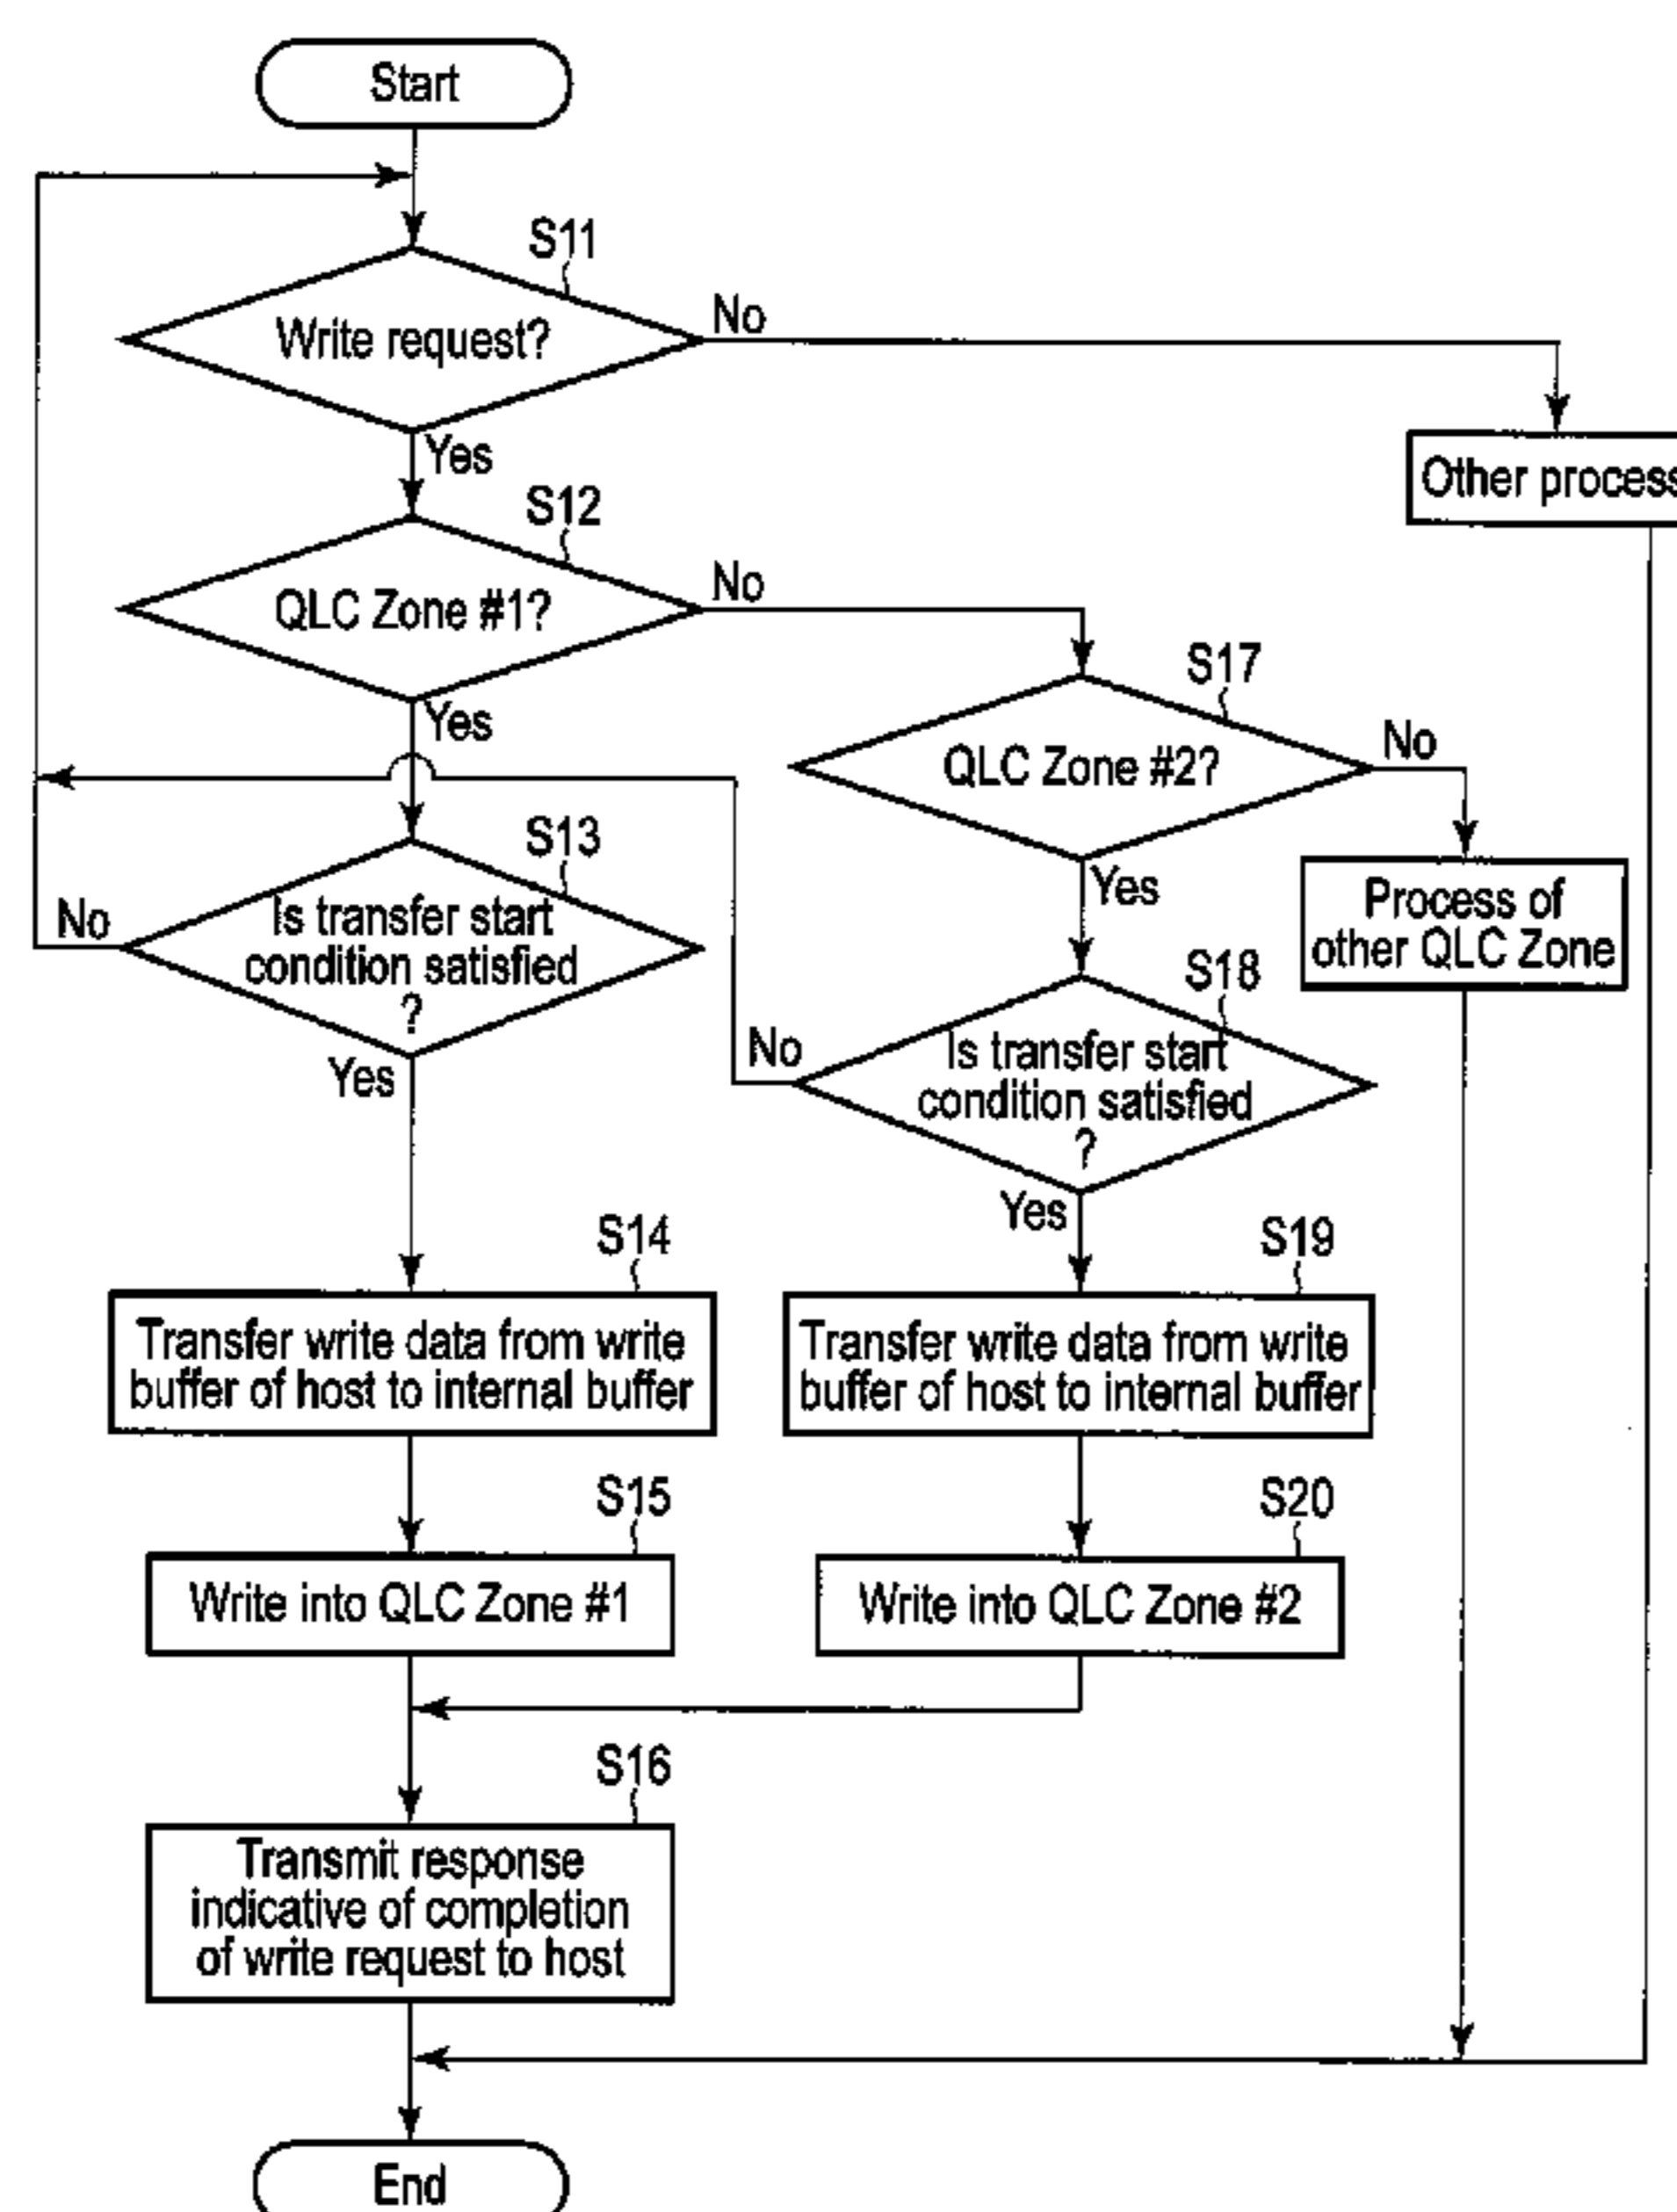 Start
S11
Write request?
No
Yes
Other process
S12
QLC Zone #1?
No
Yes
S17
QLC Zone #2?
No
Yes
Process of
other QLC Zone
S13
Is transfer start
condition satisfied
?
No
Yes
S18
Is transfer start
condition satisfied
?
No
Yes
S14
Transfer write data from write
buffer of host to internal buffer
S19
Transfer write data from write
buffer of host to internal buffer
S15
Write into QLC Zone #1
S20
Write into QLC Zone #2
S16
Transmit response
indicative of completion
of write request to host
End